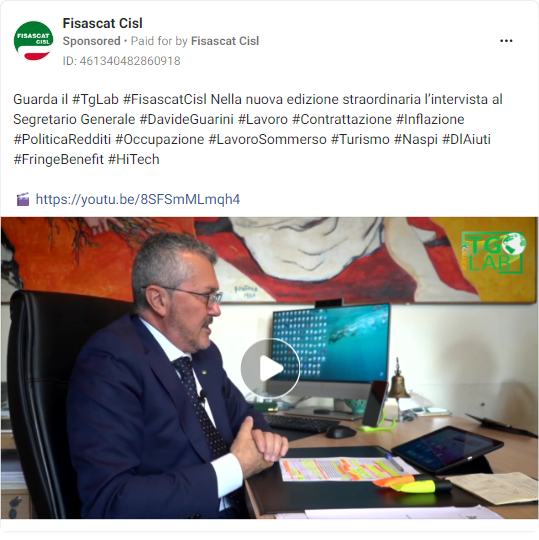 Fisascat Cisl
Sponsored • Paid for by Fisascat Cisl
ID: 461340482860918
Guarda il #TgLab #FisascatCisl Nella nuova edizione straordinaria l'intervista al
Segretario Generale #DavideGuarini #Lavoro #Contrattazione #Inflazione
#PoliticaRedditi #Occupazione #LavoroSommerso #Turismo #Naspi #DlAiuti
#FringeBenefit #HiTech
🎬 https://youtu.be/8SFSmMLmqh4
FISASCAT
CISL
TG
LAB